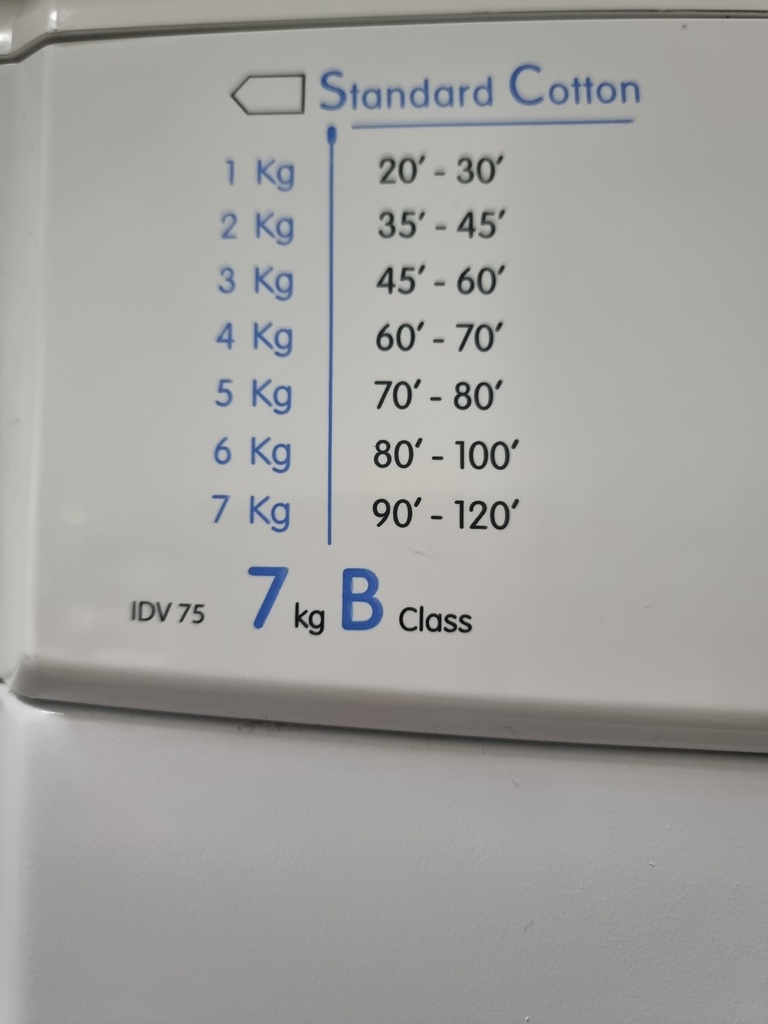 Standard Cotton
1 Kg 20′ - 30′
2 Kg 35′ - 45′
3 Kg 45′ - 60′
4 Kg 60′ - 70′
5 Kg 70′ - 80′
6 Kg 80′ - 100′
7 Kg 90′ - 120′
IDV 75 7 kg B Class